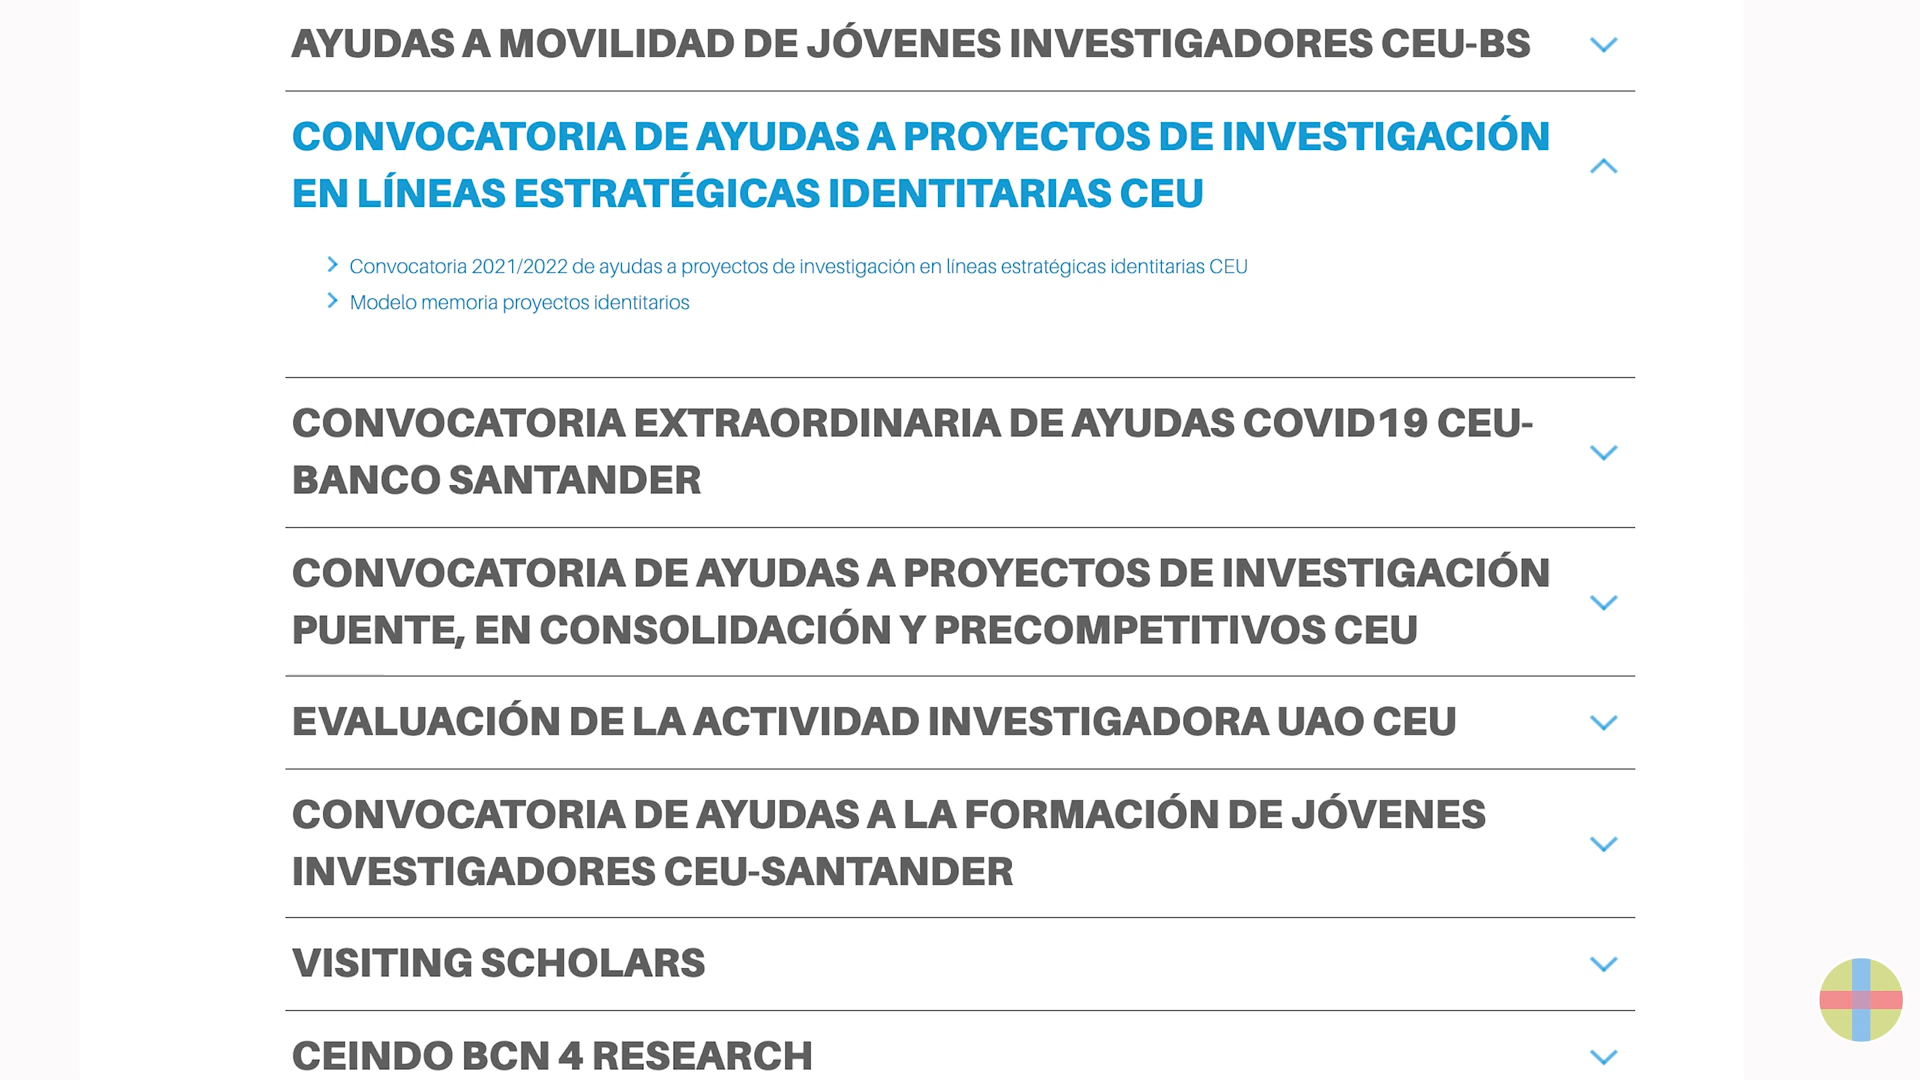 AYUDAS A MOVILIDAD DE JÓVENES INVESTIGADORES CEU-BS
CONVOCATORIA DE AYUDAS A PROYECTOS DE INVESTIGACIÓN
EN LÍNEAS ESTRATÉGICAS IDENTITARIAS CEU
Convocatoria 2021/2022 de ayudas a proyectos de investigación en líneas estratégicas identitarias CEU
Modelo memoria proyectos identitarios
CONVOCATORIA EXTRAORDINARIA DE AYUDAS COVID19 CEU-
BANCO SANTANDER
CONVOCATORIA DE AYUDAS A PROYECTOS DE INVESTIGACIÓN
PUENTE, EN CONSOLIDACIÓN Y PRECOMPETITIVOS CEU
EVALUACIÓN DE LA ACTIVIDAD INVESTIGADORA UAO CEU
CONVOCATORIA DE AYUDAS A LA FORMACIÓN DE JÓVENES
INVESTIGADORES CEU-SANTANDER
VISITING SCHOLARS
CEINDO BCN 4 RESEARCH